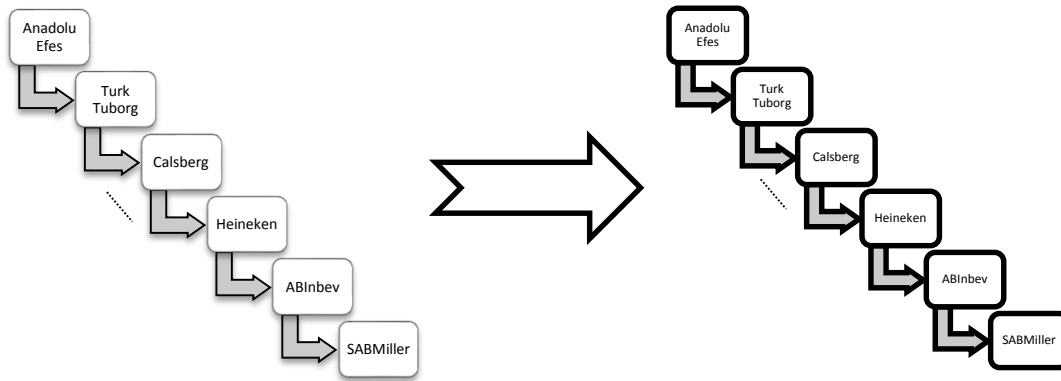 Anadolu
Efes
Turk
Tuborg
Calsberg
Heineken
ABInbev
SABMiller
Anadolu
Efes
Turk
Tuborg
Calsberg
Heineken
ABInbev
SABMiller